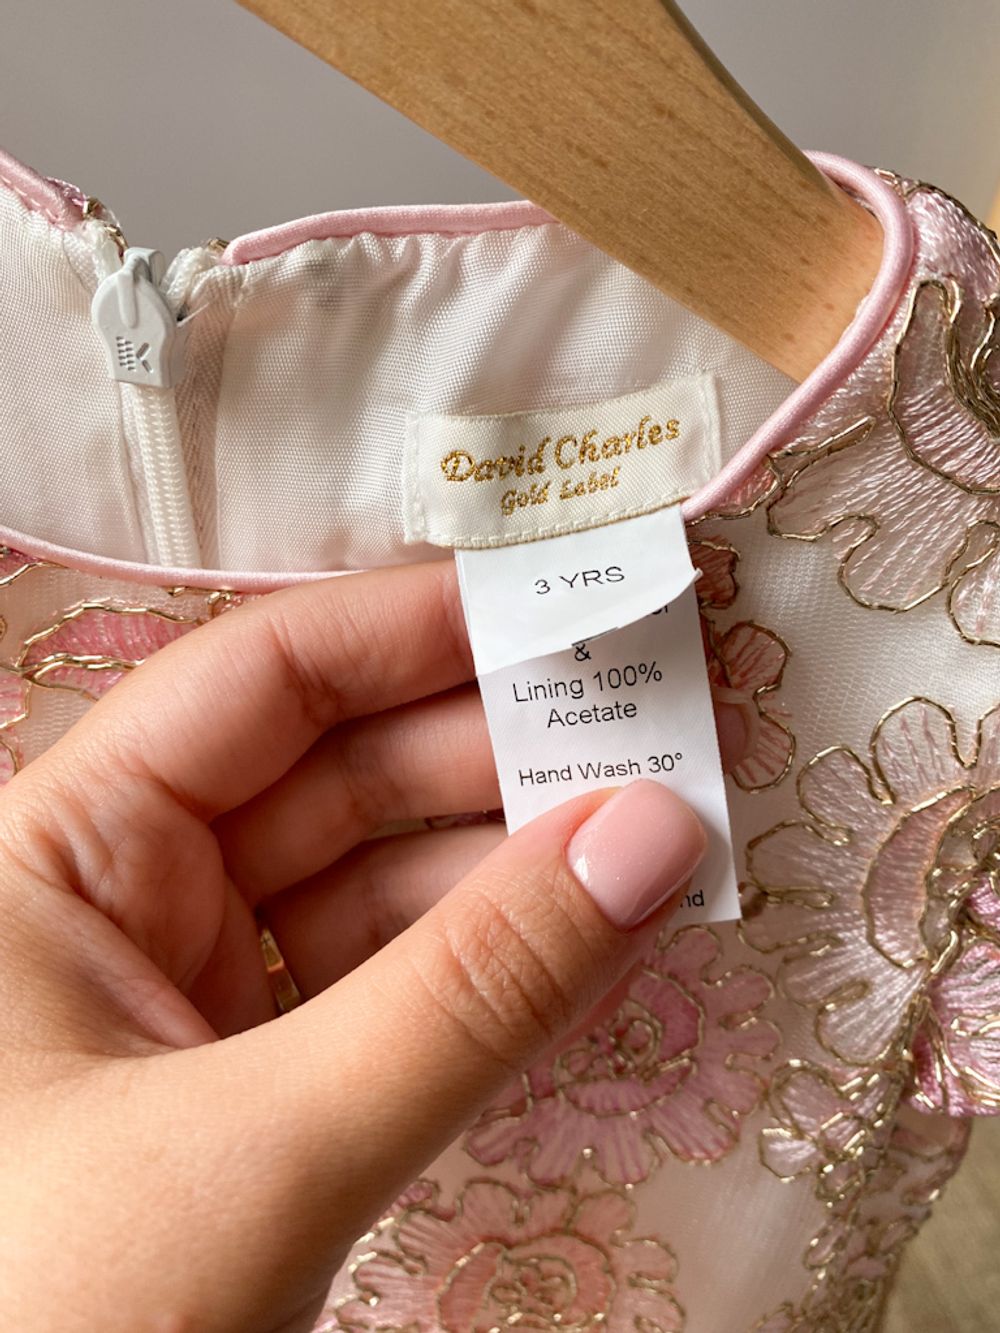 David Charles
Gold Label
3 YRS
&
Lining 100%
Acetate
Hand Wash 30°